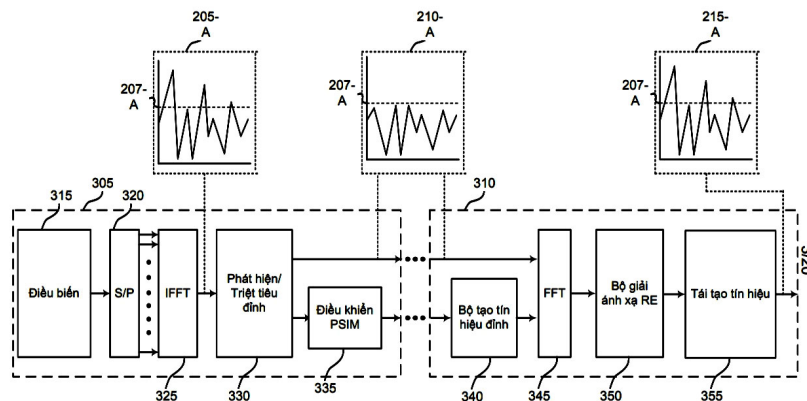 205-
A
210-
A
215-
A
207-
A
207-
A
207-
A
315
305
320
310
Điều biến
S/P
IFFT
Phát hiện/
Triệt tiêu
đỉnh
Điều khiển
PSIM
Bộ tạo tín
hiệu đỉnh
FFT
Bộ giải
ánh xạ RE
Tái tạo tín hiệu
325
330
335
340
345
350
355
3/20